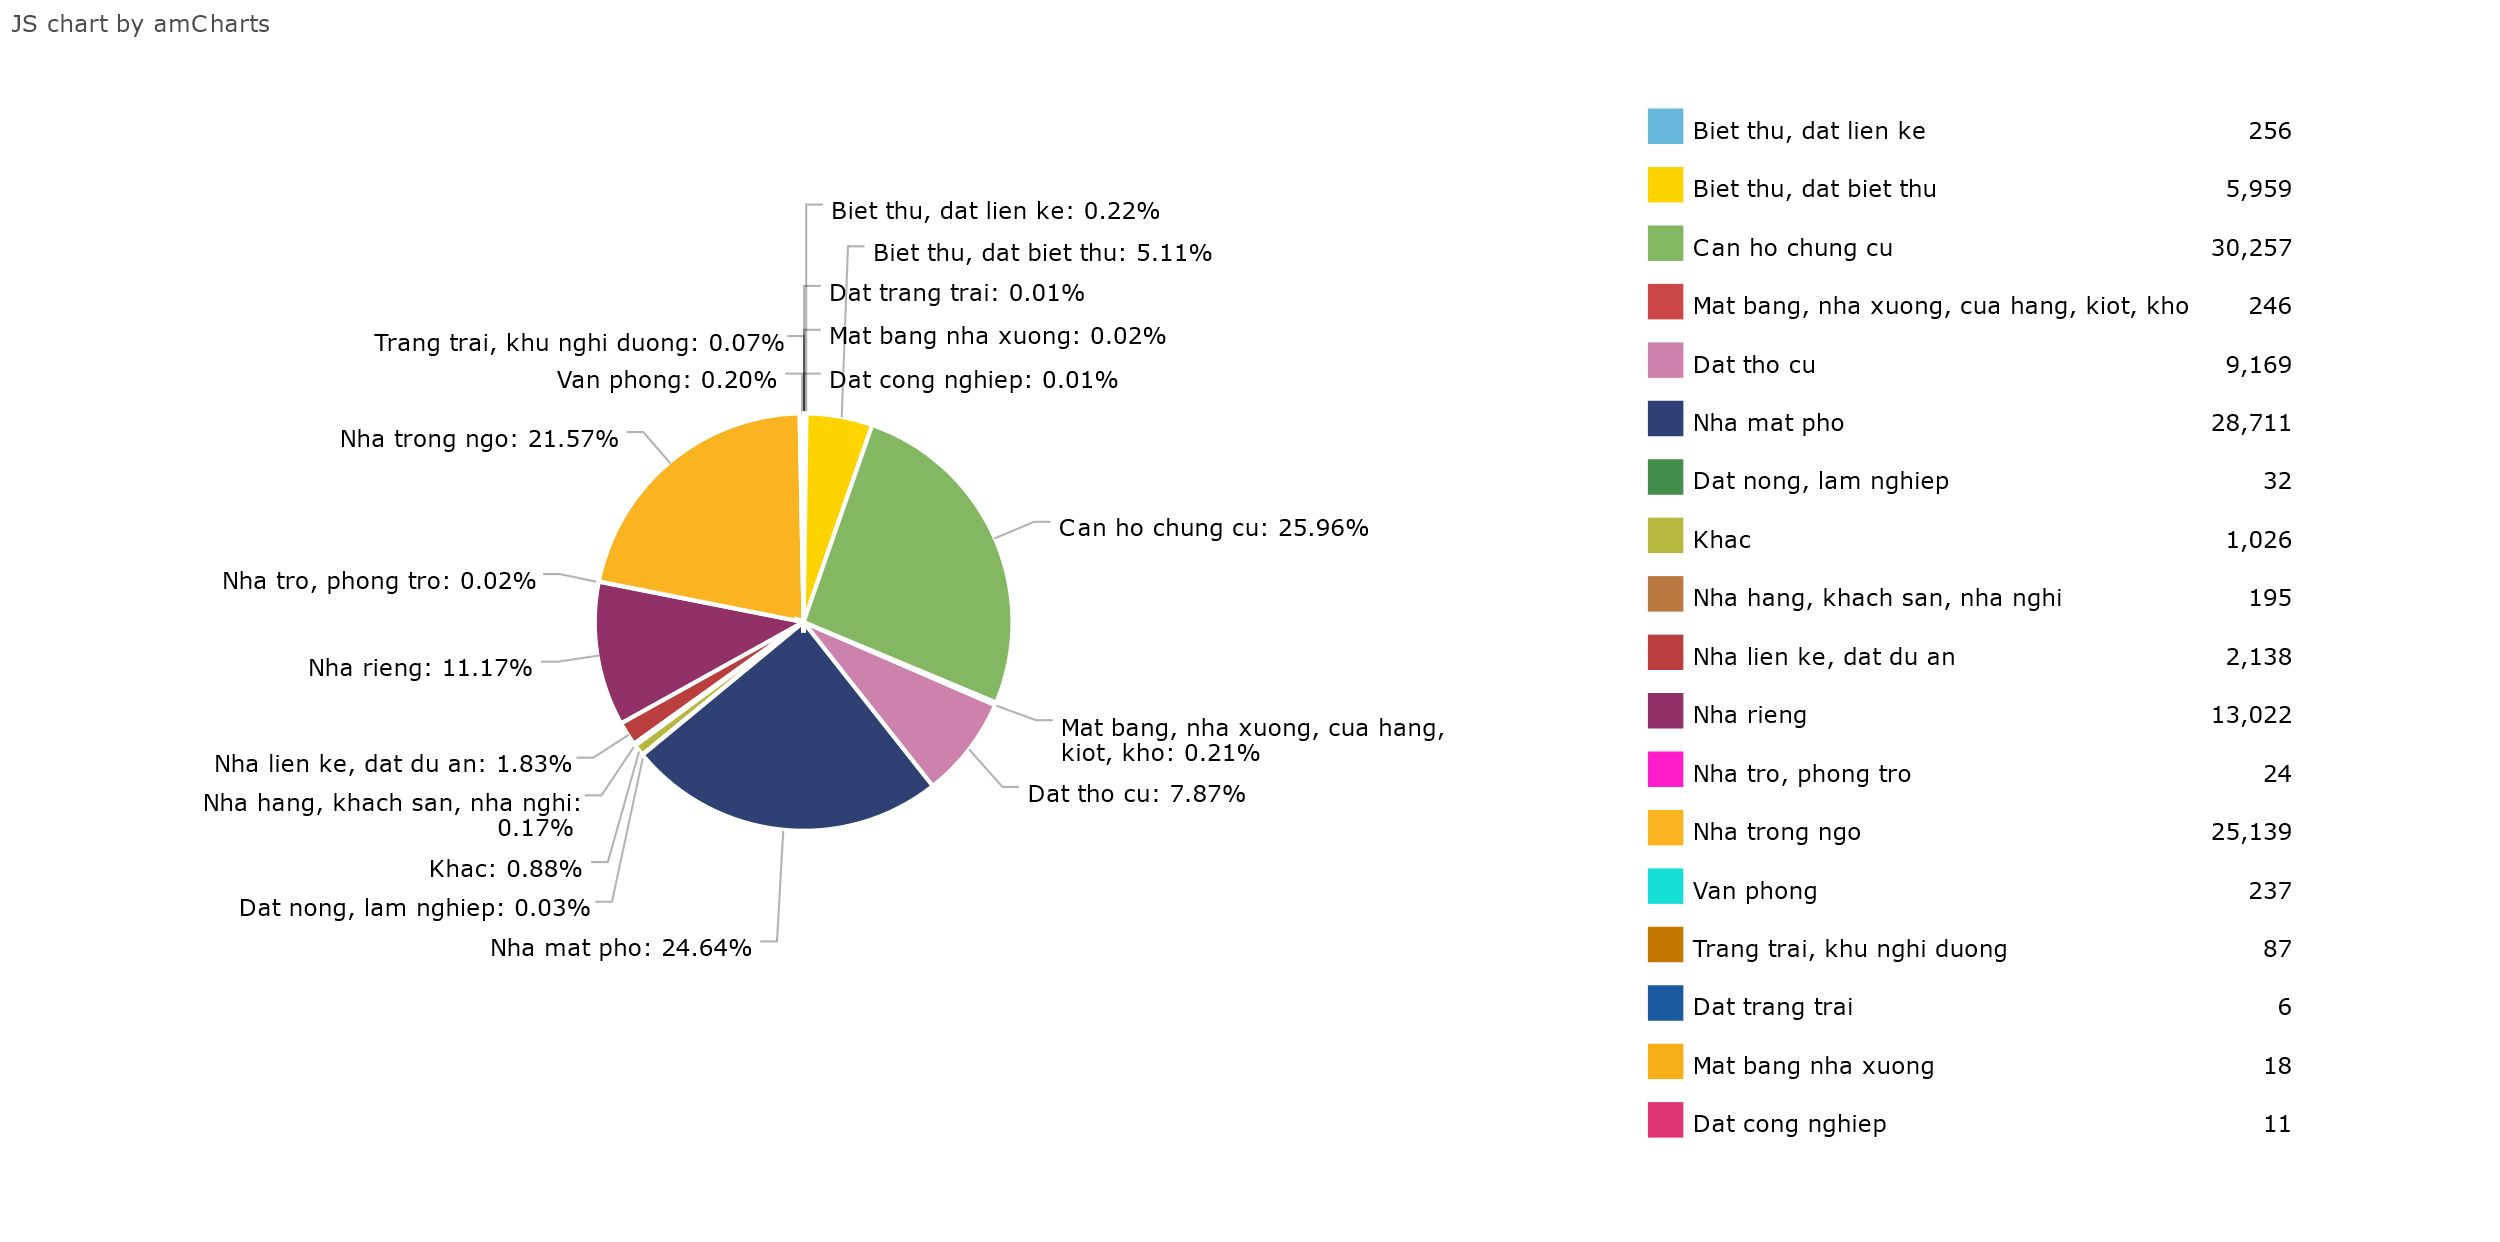 JS chart by amCharts
Biet thu, dat lien ke: 0.22%
Biet thu, dat biet thu: 5.11%
Dat trang trai: 0.01%
Mat bang nha xuong: 0.02%
Trang trai, khu nghi duong: 0.07%
Van phong: 0.20%
Dat cong nghiep: 0.01%
Nha trong ngo: 21.57%
Can ho chung cu: 25.96%
Nha tro, phong tro: 0.02%
Nha rieng: 11.17%
Mat bang, nha xuong, cua hang,
kiot, kho: 0.21%
Nha lien ke, dat du an: 1.83%
Dat tho cu: 7.87%
Nha hang, khach san, nha nghi:
0.17%
Khac: 0.88%
Dat nong, lam nghiep: 0.03%
Nha mat pho: 24.64%
Biet thu, dat lien ke 256
Biet thu, dat biet thu 5,959
Can ho chung cu 30,257
Mat bang, nha xuong, cua hang, kiot, kho 246
Dat tho cu 9,169
Nha mat pho 28,711
Dat nong, lam nghiep 32
Khac 1,026
Nha hang, khach san, nha nghi 195
Nha lien ke, dat du an 2,138
Nha rieng 13,022
Nha tro, phong tro 24
Nha trong ngo 25,139
Van phong 237
Trang trai, khu nghi duong 87
Dat trang trai 6
Mat bang nha xuong 18
Dat cong nghiep 11